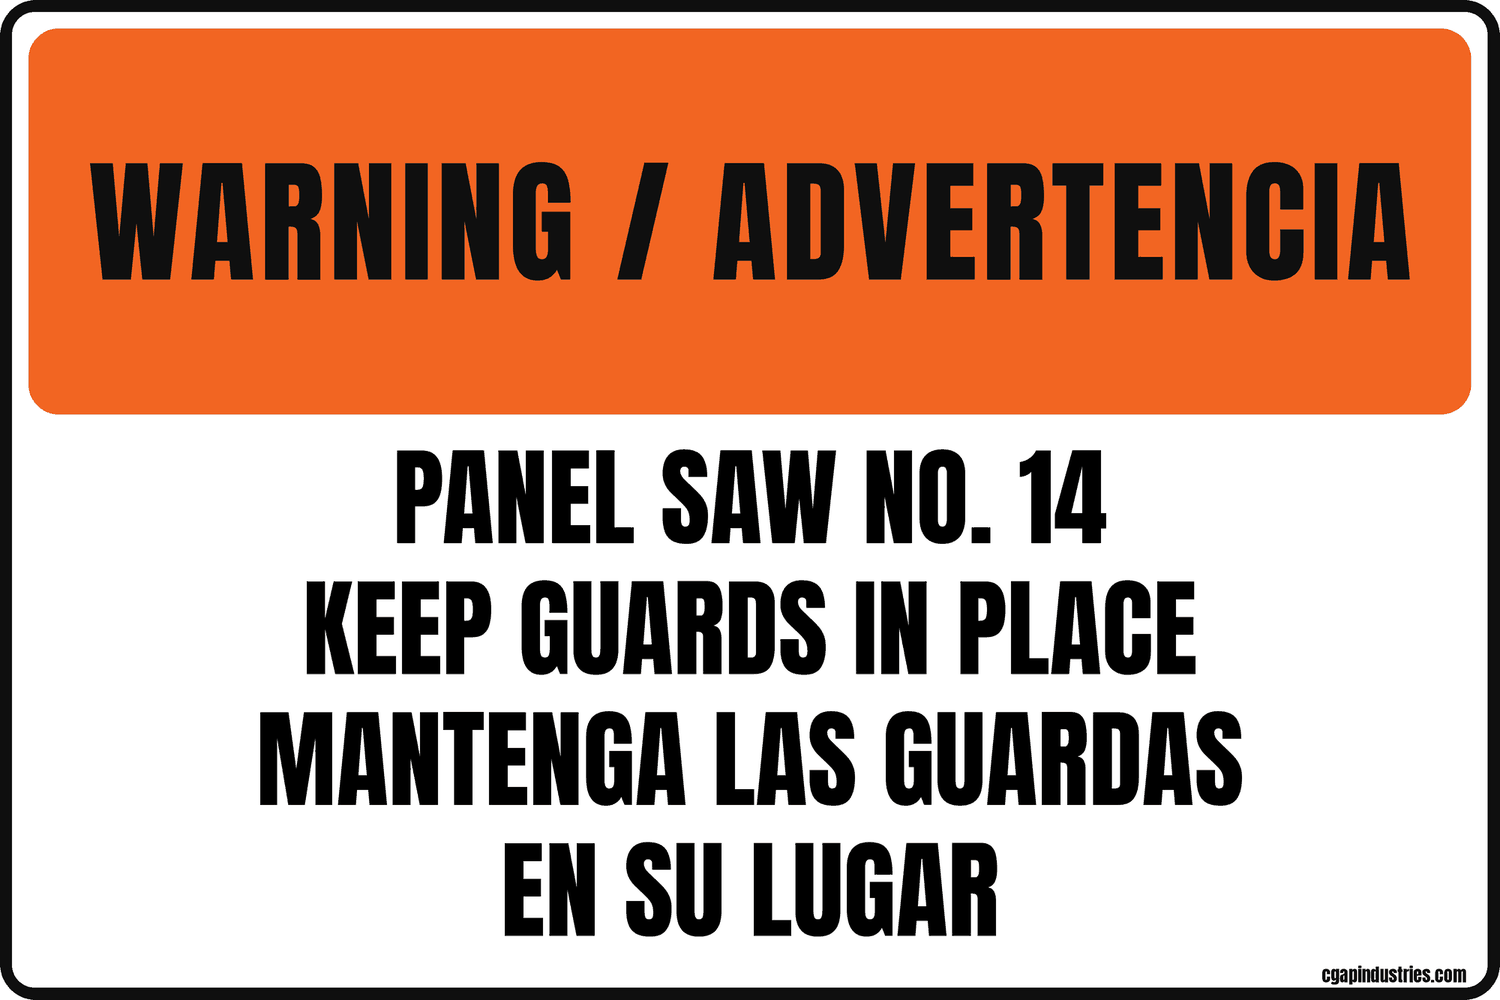 WARNING / ADVERTENCIA
PANEL SAW NO. 14
KEEP GUARDS IN PLACE
MANTENGA LAS GUARDAS
EN SU LUGAR
cgapindustries.com